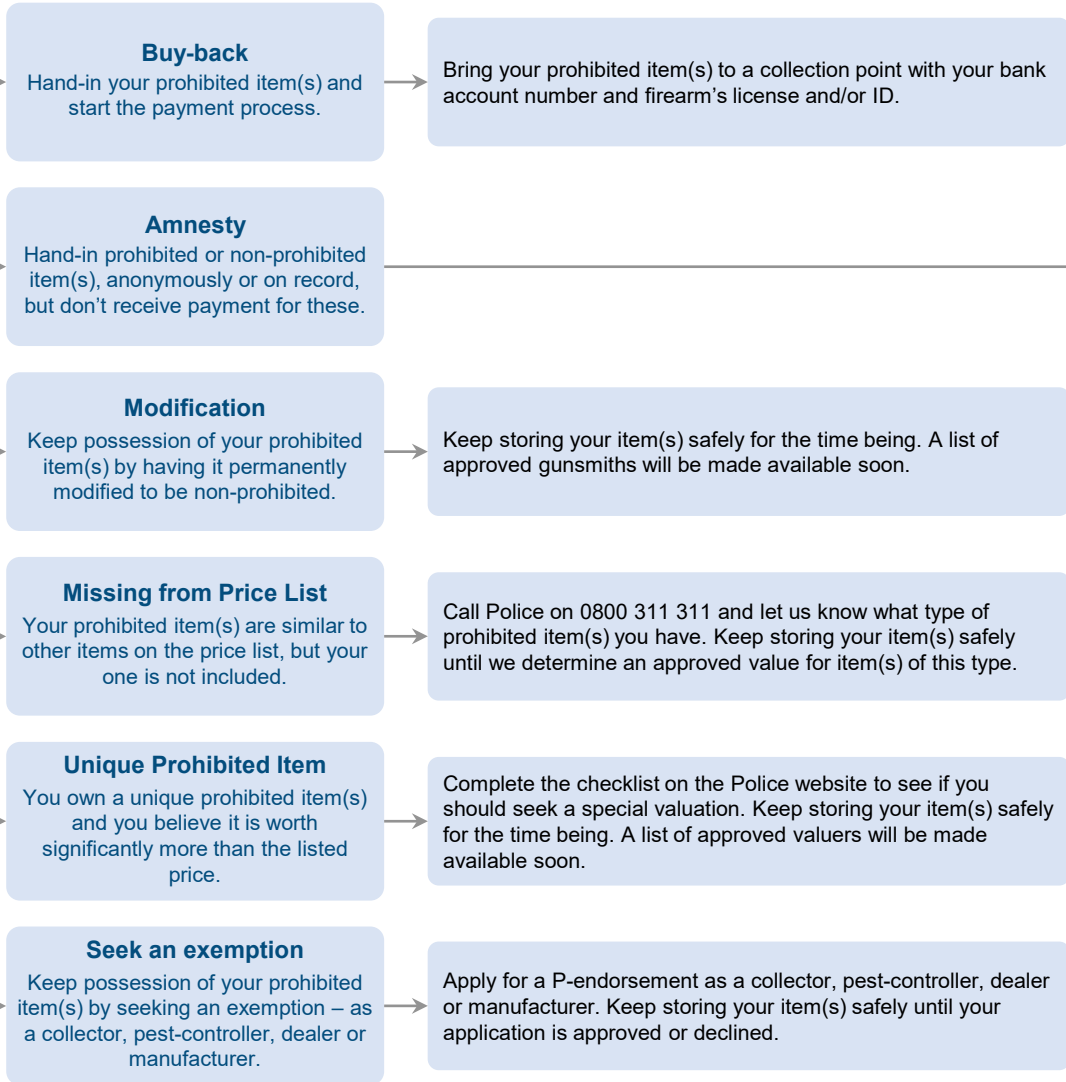 Buy-back
Hand-in your prohibited item(s) and
start the payment process.
Bring your prohibited item(s) to a collection point with your bank
account number and firearm's license and/or ID.
Amnesty
Hand-in prohibited or non-prohibited
item(s), anonymously or on record,
but don't receive payment for these.
Modification
Keep possession of your prohibited
item(s) by having it permanently
modified to be non-prohibited.
Keep storing your item(s) safely for the time being. A list of
approved gunsmiths will be made available soon.
Missing from Price List
Your prohibited item(s) are similar to
other items on the price list, but your
one is not included.
Call Police on 0800 311 311 and let us know what type of
prohibited item(s) you have. Keep storing your item(s) safely
until we determine an approved value for item(s) of this type.
Unique Prohibited Item
You own a unique prohibited item(s)
and you believe it is worth
significantly more than the listed
price.
Complete the checklist on the Police website to see if you
should seek a special valuation. Keep storing your item(s) safely
for the time being. A list of approved valuers will be made
available soon.
Seek an exemption
Keep possession of your prohibited
item(s) by seeking an exemption – as
a collector, pest-controller, dealer or
manufacturer.
Apply for a P-endorsement as a collector, pest-controller, dealer
or manufacturer. Keep storing your item(s) safely until your
application is approved or declined.